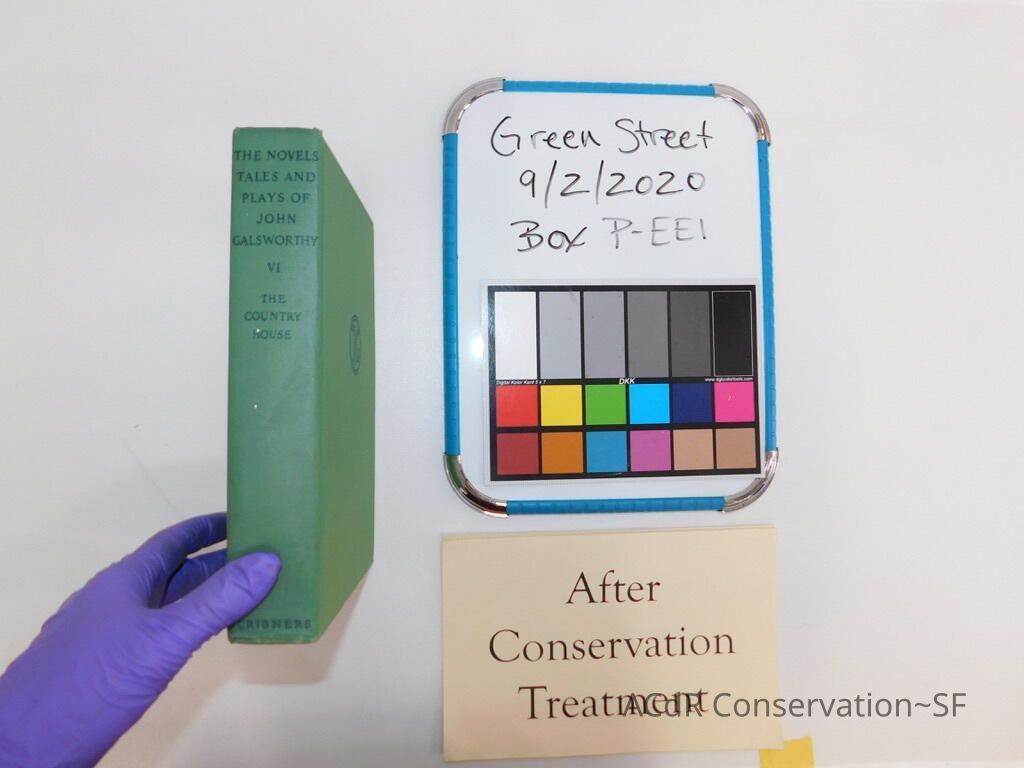 THE NOVELS
TALES AND
PLAYS OF
JOHN
GALSWORTHY
VI
THE
COUNTRY
HOUSE
SCRIBNERS
Green Street
9/2/2020
Box P-EE1
Digital Kolor Kard 5 x 7
DKK
www.dgicolortools.com
After
Conservation
Treatment
ACdR Conservation~SF